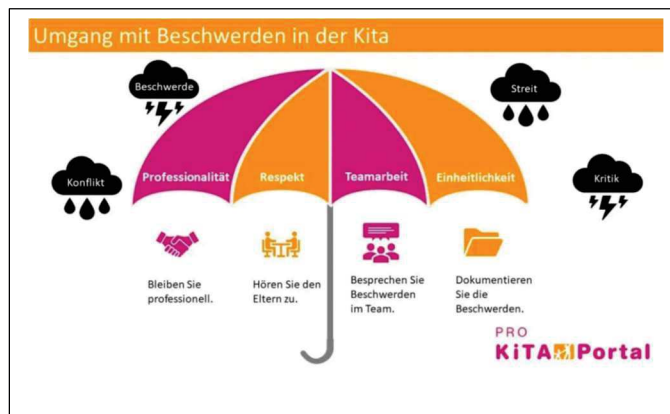 Umgang mit Beschwerden in der Kita
Beschwerde
Streit
Konflikt
Kritik
Professionalität
Respekt
Teamarbeit
Einheitlichkeit
Bleiben Sie
professionell.
Hören Sie den
Eltern zu.
Besprechen Sie
Beschwerden
im Team.
Dokumentieren
Sie die
Beschwerden.
PRO
KiTA Portal